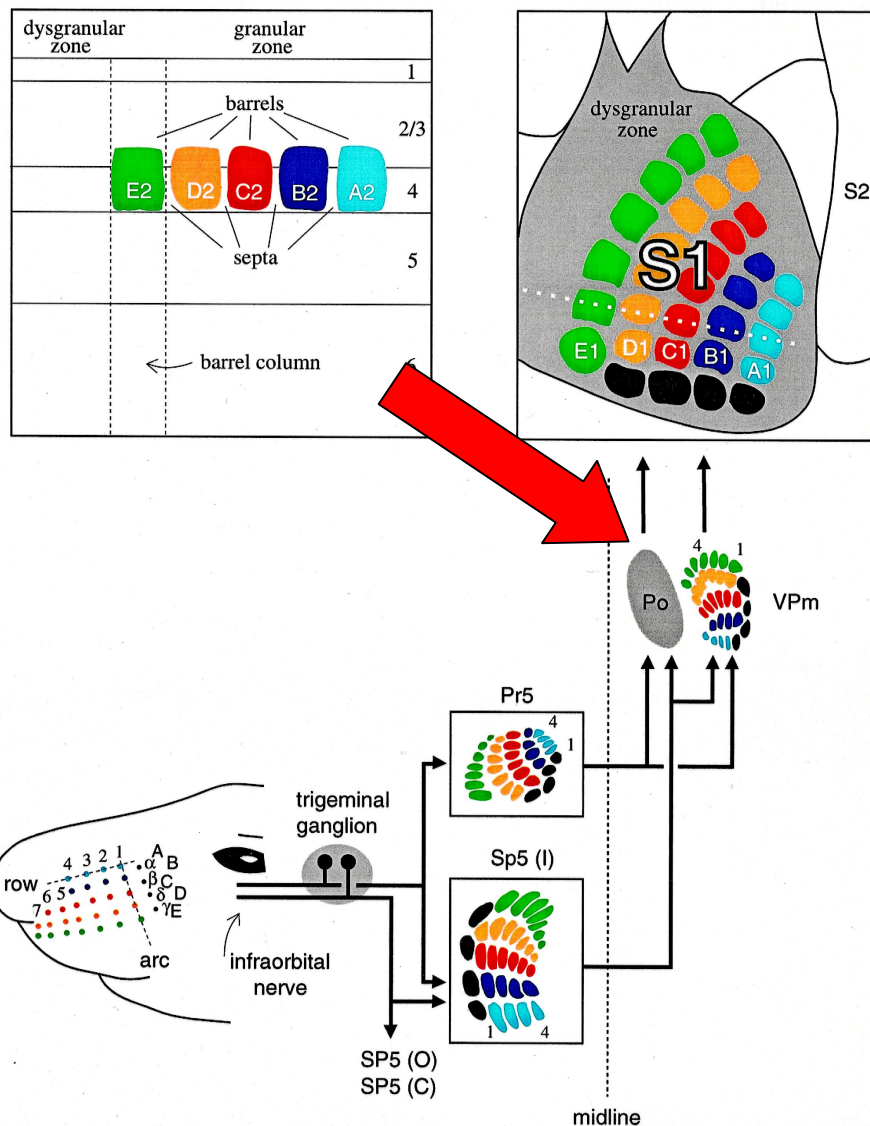 dysgranular
zone
granular
zone
1
barrels
2/3
E2 D2 C2 B2 A2
4
septa
5
barrel column
6
dysgranular
zone
S1
S2
E1 D1 C1 B1 A1
4 1
Po
VPm
Pr5
4
1
trigeminal
ganglion
Sp5 (I)
row
4 3 2 1
A
α B
β C
δ D
γ E
7 6 5
arc
infraorbital
nerve
1 4
SP5 (O)
SP5 (C)
midline